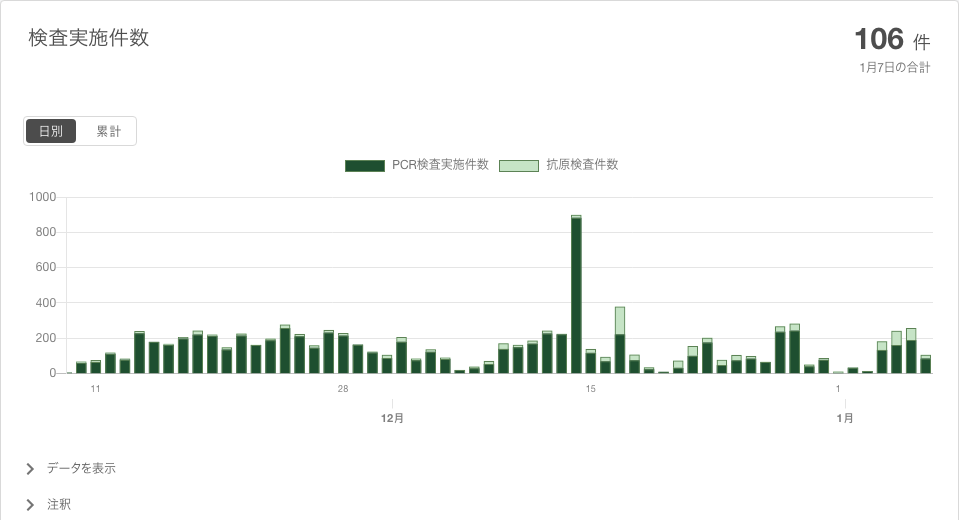 検査実施件数
106 件
1月7日の合計
日別 累計
PCR検査実施件数 抗原検査件数
1000
800
600
400
200
0
11 28 15 1
12月 1月
データを表示
注釈